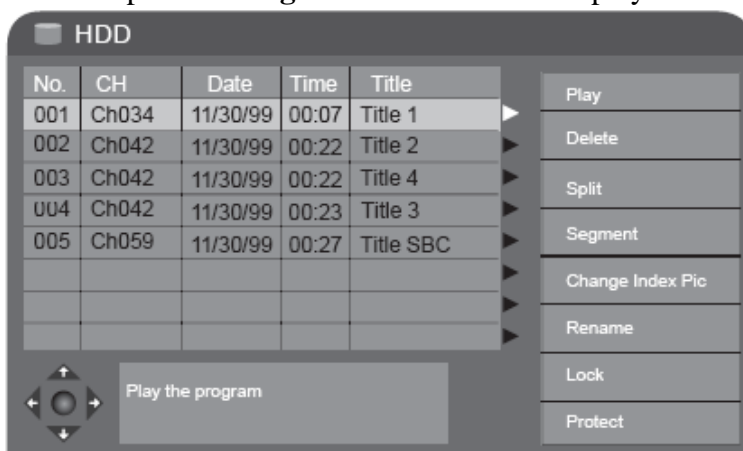 HDD
No. CH Date Time Title
001 Ch034 11/30/99 00:07 Title 1
002 Ch042 11/30/99 00:22 Title 2
003 Ch042 11/30/99 00:22 Title 4
004 Ch042 11/30/99 00:23 Title 3
005 Ch059 11/30/99 00:27 Title SBC
Play
Delete
Split
Segment
Change Index Pic
Rename
Lock
Protect
Play the program